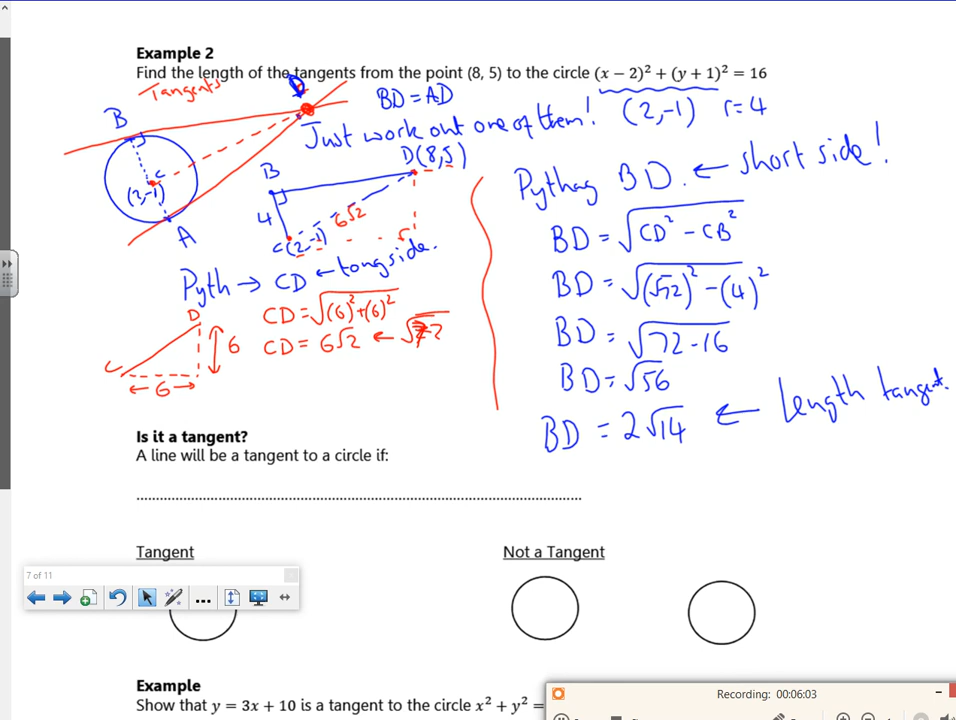 Example 2
Find the length of the tangents from the point (8, 5) to the circle (x − 2)² + (y + 1)² = 16
Tangents
D
BD = AD
(2,-1) r=4
B
Just work out one of them!
C
(2,-1)
A
B
D(8,5)
4
6√2
C(2,-1)
Pyth → CD ← long side.
CD = √(6)²+(6)²
CD = 6√2 ← √72
D
C
6
← 6 →
Pythag BD. ← short side!
BD = √CD² - CB²
BD = √(√72)² - (4)²
BD = √72-16
BD = √56
BD = 2√14 ← length tangent.
Is it a tangent?
A line will be a tangent to a circle if:
Tangent
Not a Tangent
7 of 11
Example
Show that y = 3x + 10 is a tangent to the circle x² + y² =
Recording: 00:06:03